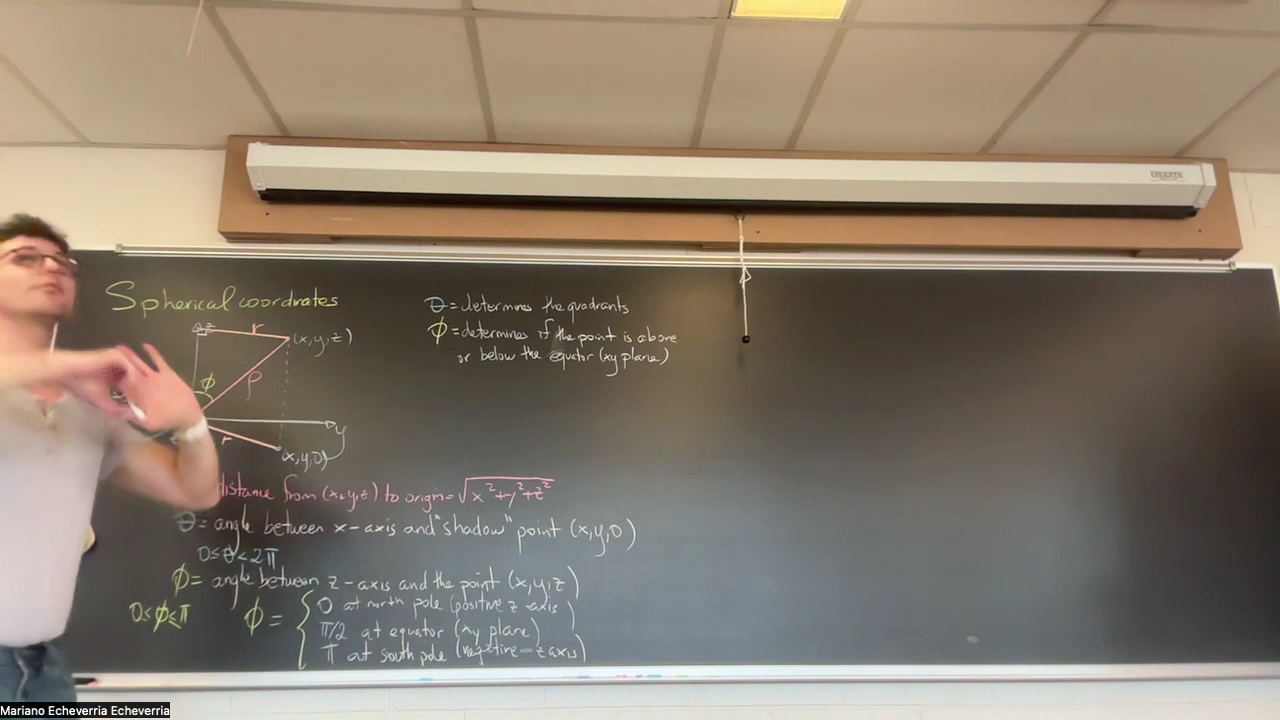 Spherical coordinates
z r (x,y,z)
ϕ ρ
y
r
(x,y,0)
distance from (x,y,z) to origin = √x²+y²+z²
θ = angle between x-axis and "shadow" point (x,y,0)
0≤θ<2π
ϕ = angle between z-axis and the point (x,y,z)
0≤ϕ≤π
ϕ = { 0 at north pole (positive z-axis)
π/2 at equator (xy plane)
π at south pole (negative z axis)
θ = determines the quadrants
ϕ = determines if the point is above
or below the equator (xy plane)
Mariano Echeverria Echeverria